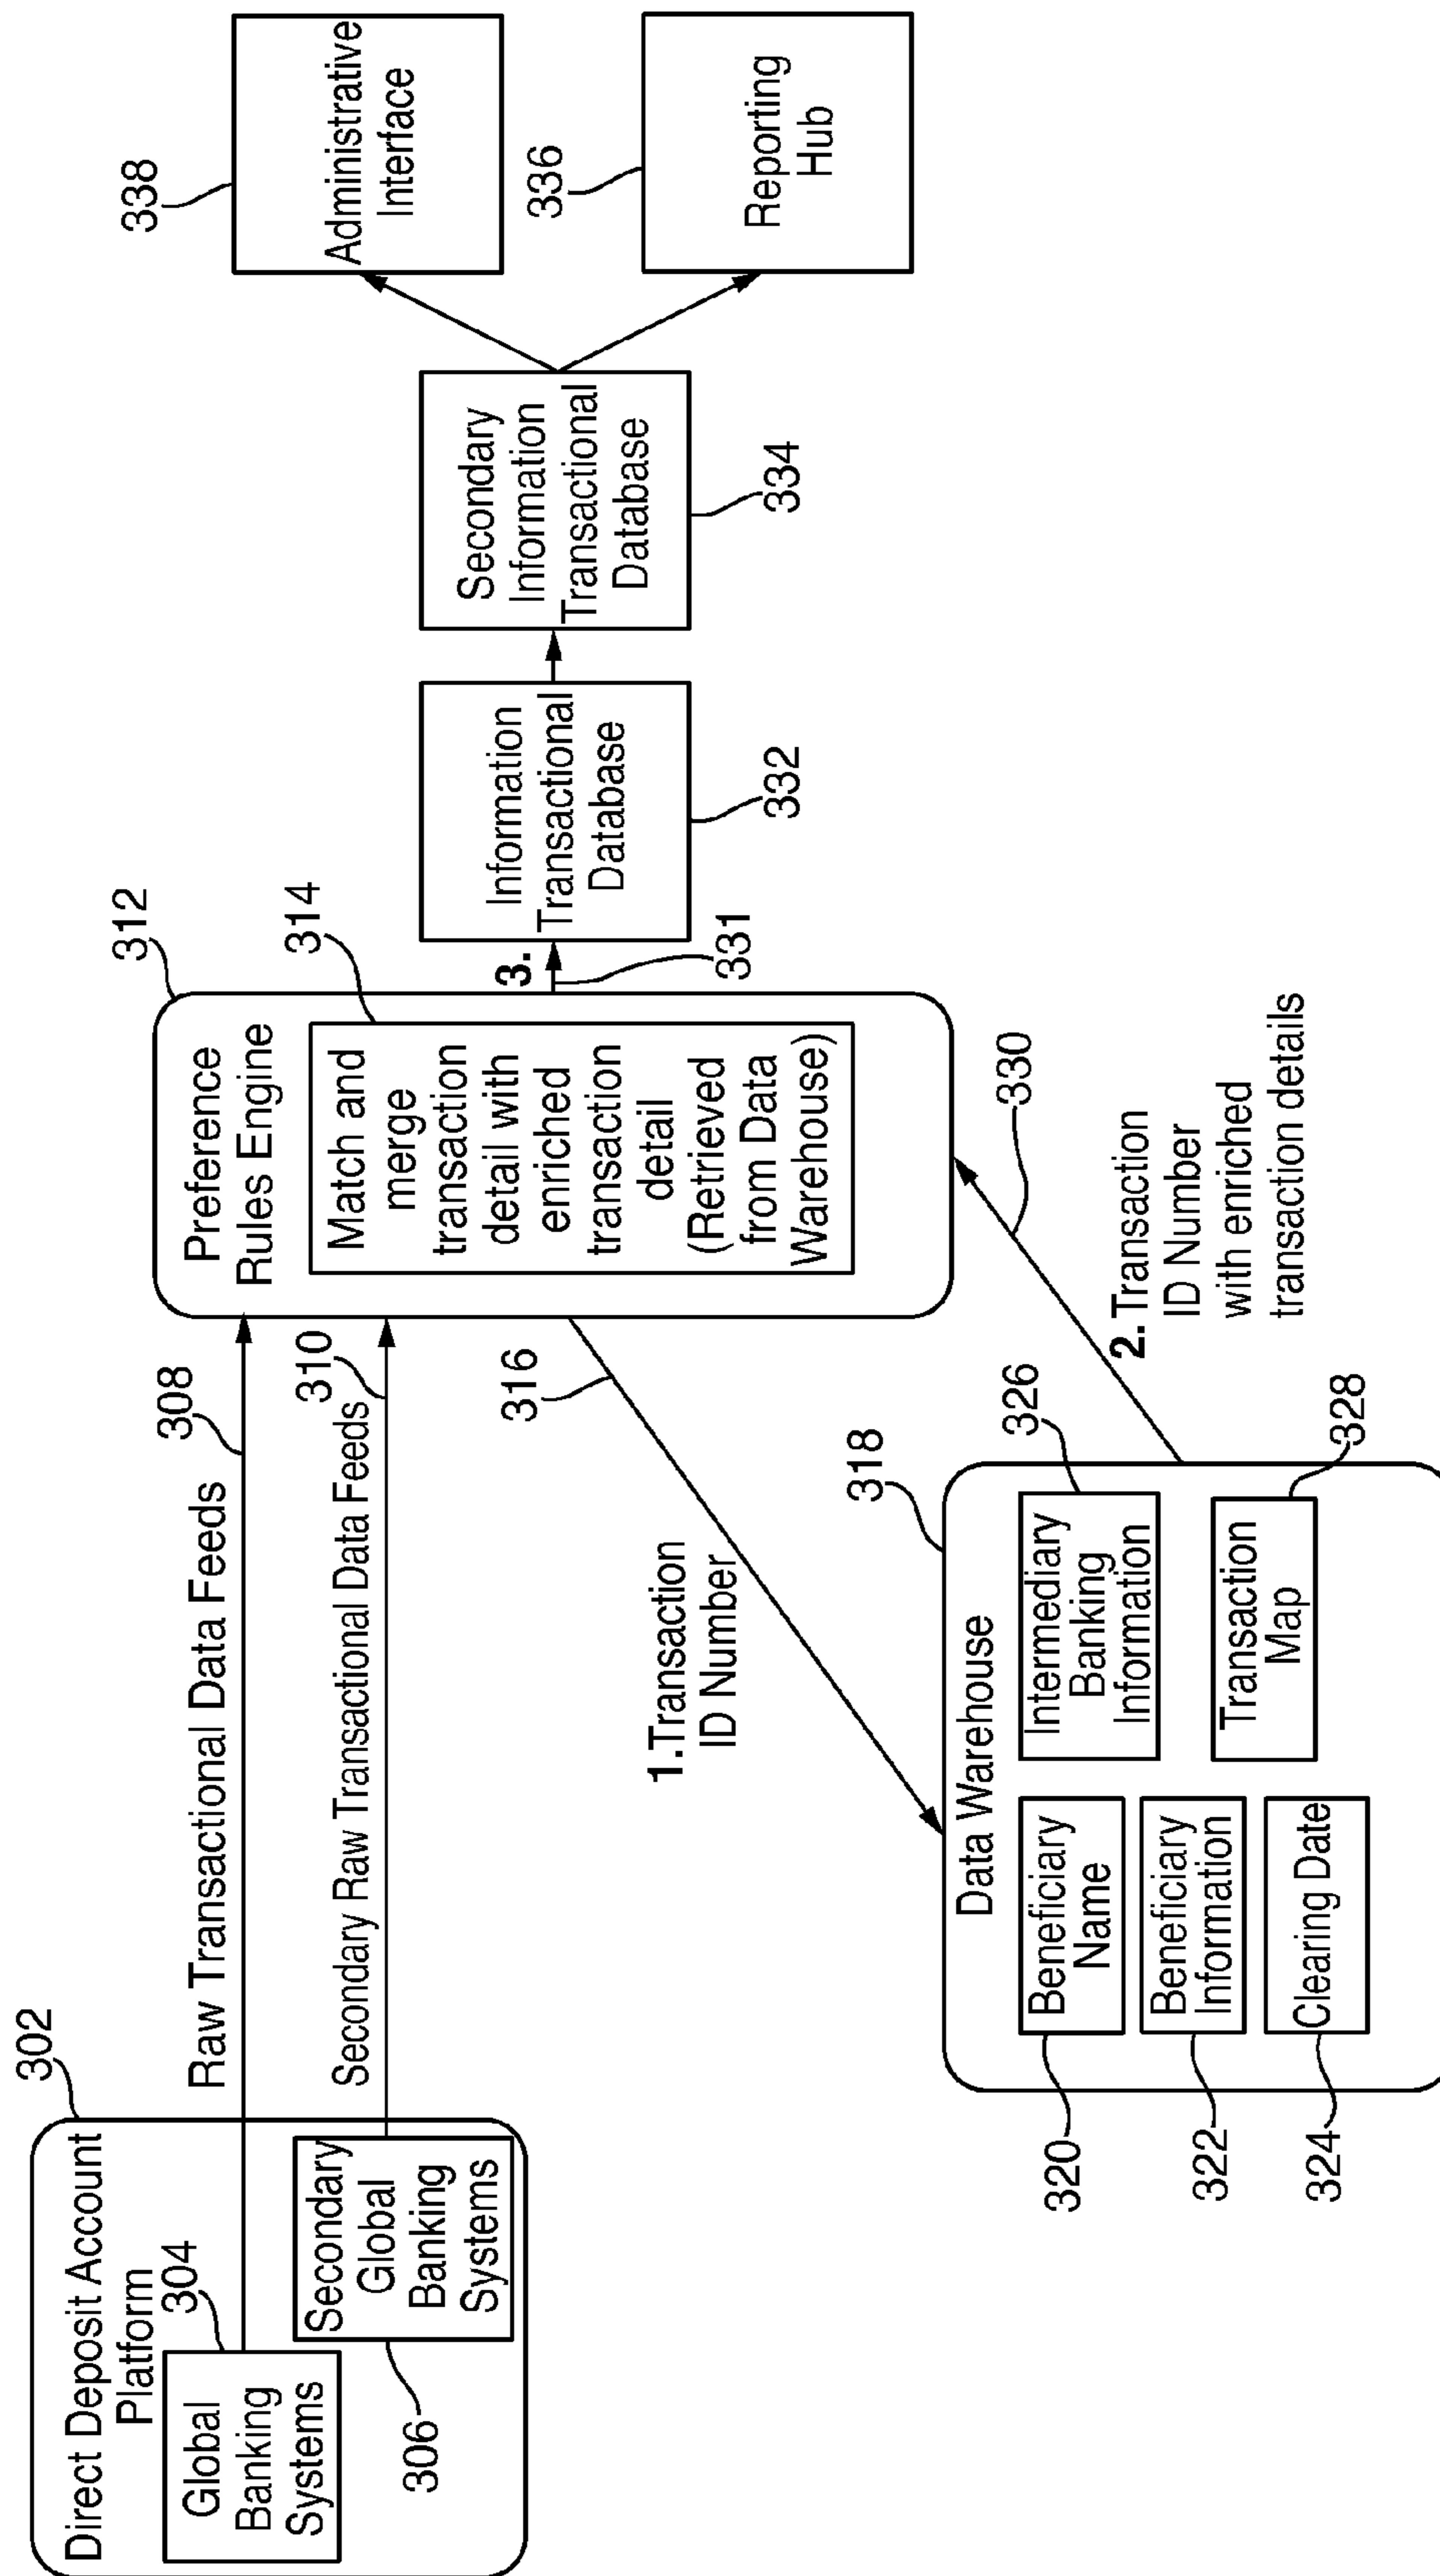 302
Direct Deposit Account
Platform
304
Global
Banking
Systems
Secondary
Global
Banking
Systems
306
Raw Transactional Data Feeds
308
Secondary Raw Transactional Data Feeds
310
312
Preference
Rules Engine
314
Match and
merge
transaction
detail with
enriched
transaction
detail
(Retrieved
from Data
Warehouse)
316
1.Transaction
ID Number
318
Data Warehouse
Beneficiary
Name
320
Beneficiary
Information
322
Clearing Date
324
Intermediary
Banking
Information
326
Transaction
Map
328
330
2.Transaction
ID Number
with enriched
transaction details
3.
331
Information
Transactional
Database
332
Secondary
Information
Transactional
Database
334
338
Administrative
Interface
336
Reporting
Hub